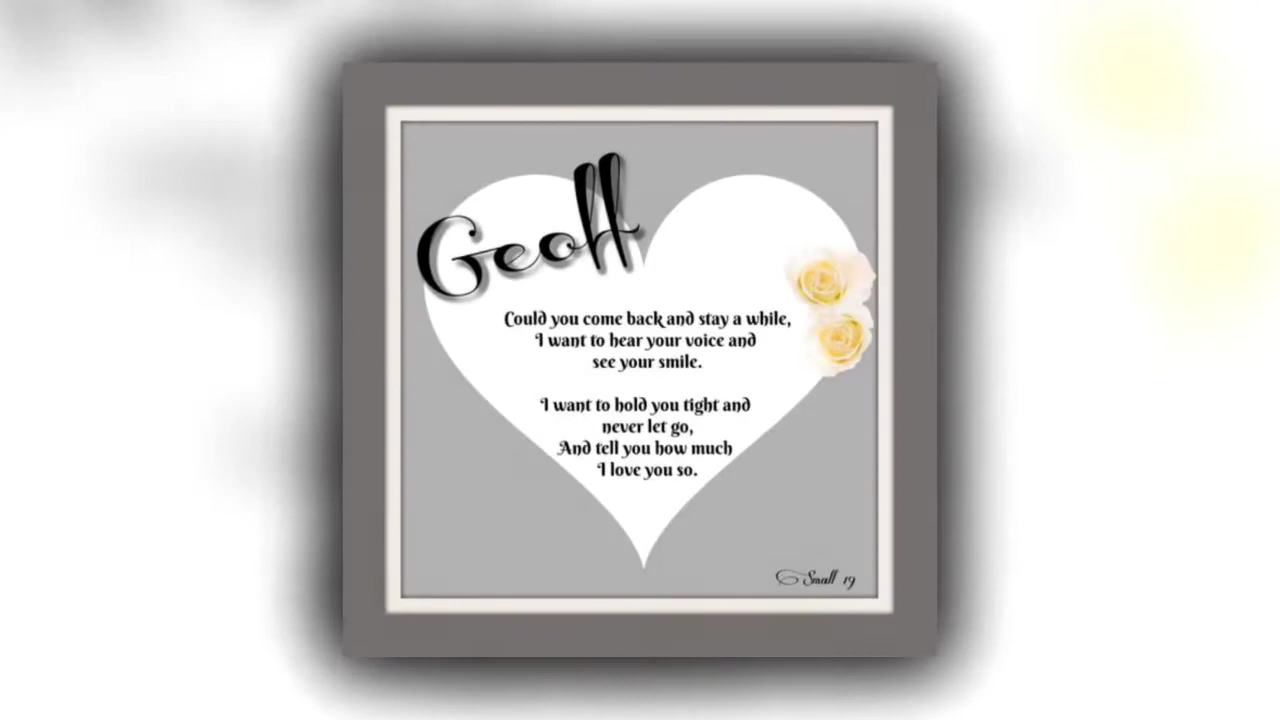 Geoff
Could you come back and stay a while,
I want to hear your voice and
see your smile.
I want to hold you tight and
never let go,
And tell you how much
I love you so.
Small 19